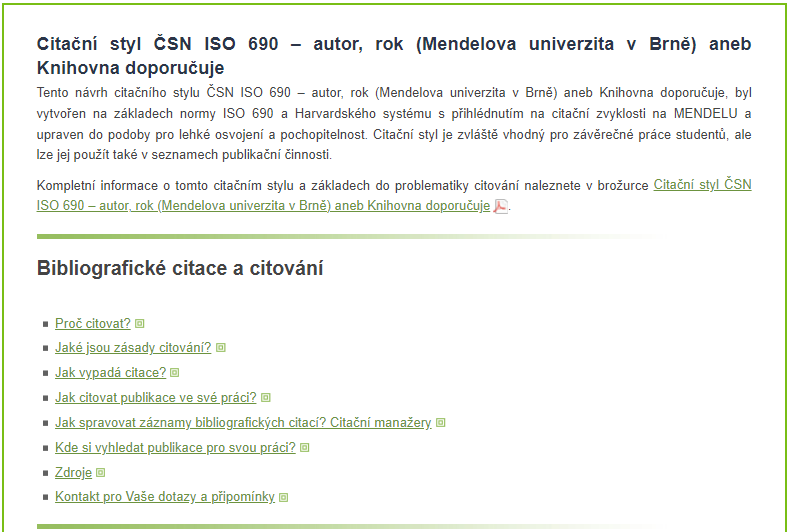 Citační styl ČSN ISO 690 – autor, rok (Mendelova univerzita v Brně) aneb
Knihovna doporučuje
Tento návrh citačního stylu ČSN ISO 690 – autor, rok (Mendelova univerzita v Brně) aneb Knihovna doporučuje, byl
vytvořen na základech normy ISO 690 a Harvardského systému s přihlédnutím na citační zvyklosti na MENDELU a
upraven do podoby pro lehké osvojení a pochopitelnost. Citační styl je zvláště vhodný pro závěrečné práce studentů, ale
lze jej použít také v seznamech publikační činnosti.
Kompletní informace o tomto citačním stylu a základech do problematiky citování naleznete v brožurce Citační styl ČSN
ISO 690 – autor, rok (Mendelova univerzita v Brně) aneb Knihovna doporučuje.
Bibliografické citace a citování
Proč citovat?
Jaké jsou zásady citování?
Jak vypadá citace?
Jak citovat publikace ve své práci?
Jak spravovat záznamy bibliografických citací? Citační manažery
Kde si vyhledat publikace pro svou práci?
Zdroje
Kontakt pro Vaše dotazy a připomínky